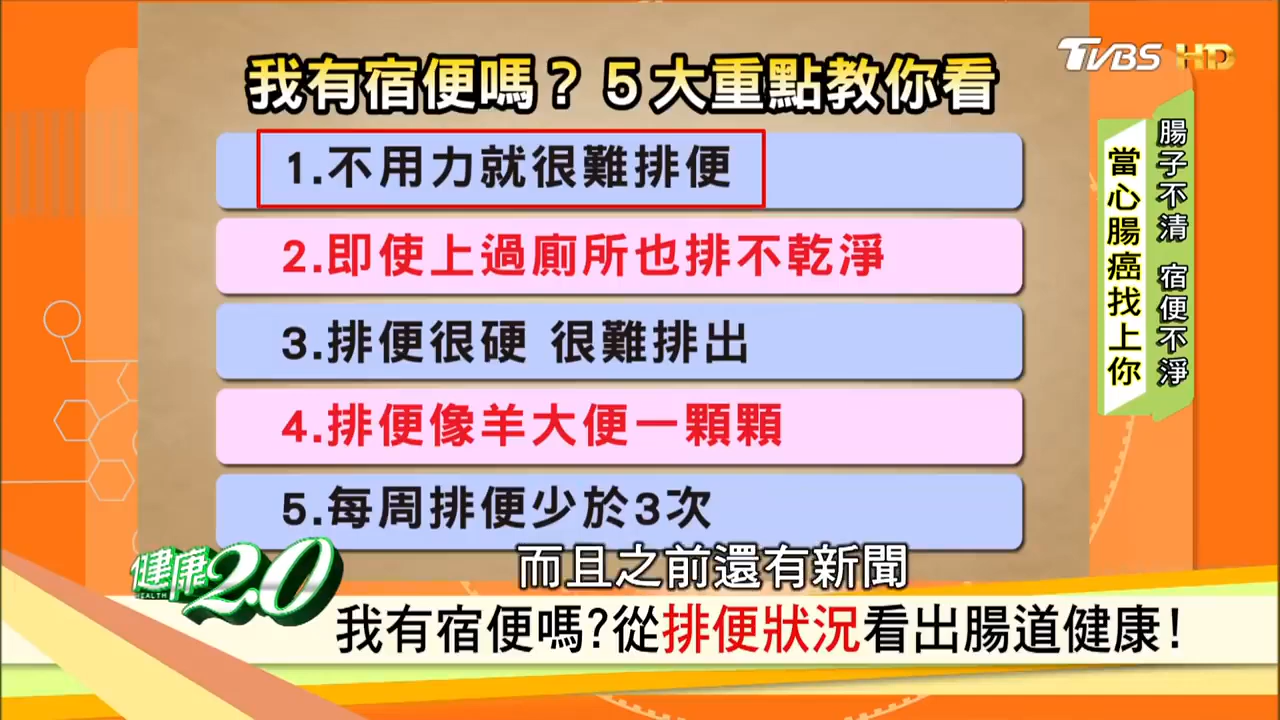 我有宿便嗎？5大重點教你看
TVBS HD
1.不用力就很難排便
2.即使上過廁所也排不乾淨
3.排便很硬 很難排出
4.排便像羊大便一顆顆
5.每周排便少於3次
腸子不清 宿便不淨
當心腸癌找上你
而且之前還有新聞
健康2.0
HEALTH
我有宿便嗎?從排便狀況看出腸道健康!